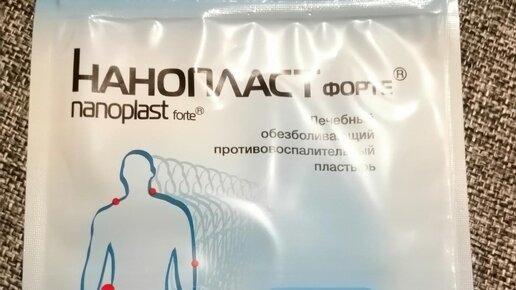 НАНОПЛАСТ ФОРТЕ®
nanoplast forte®
Лечебный
обезболивающий
противовоспалительный
пластырь